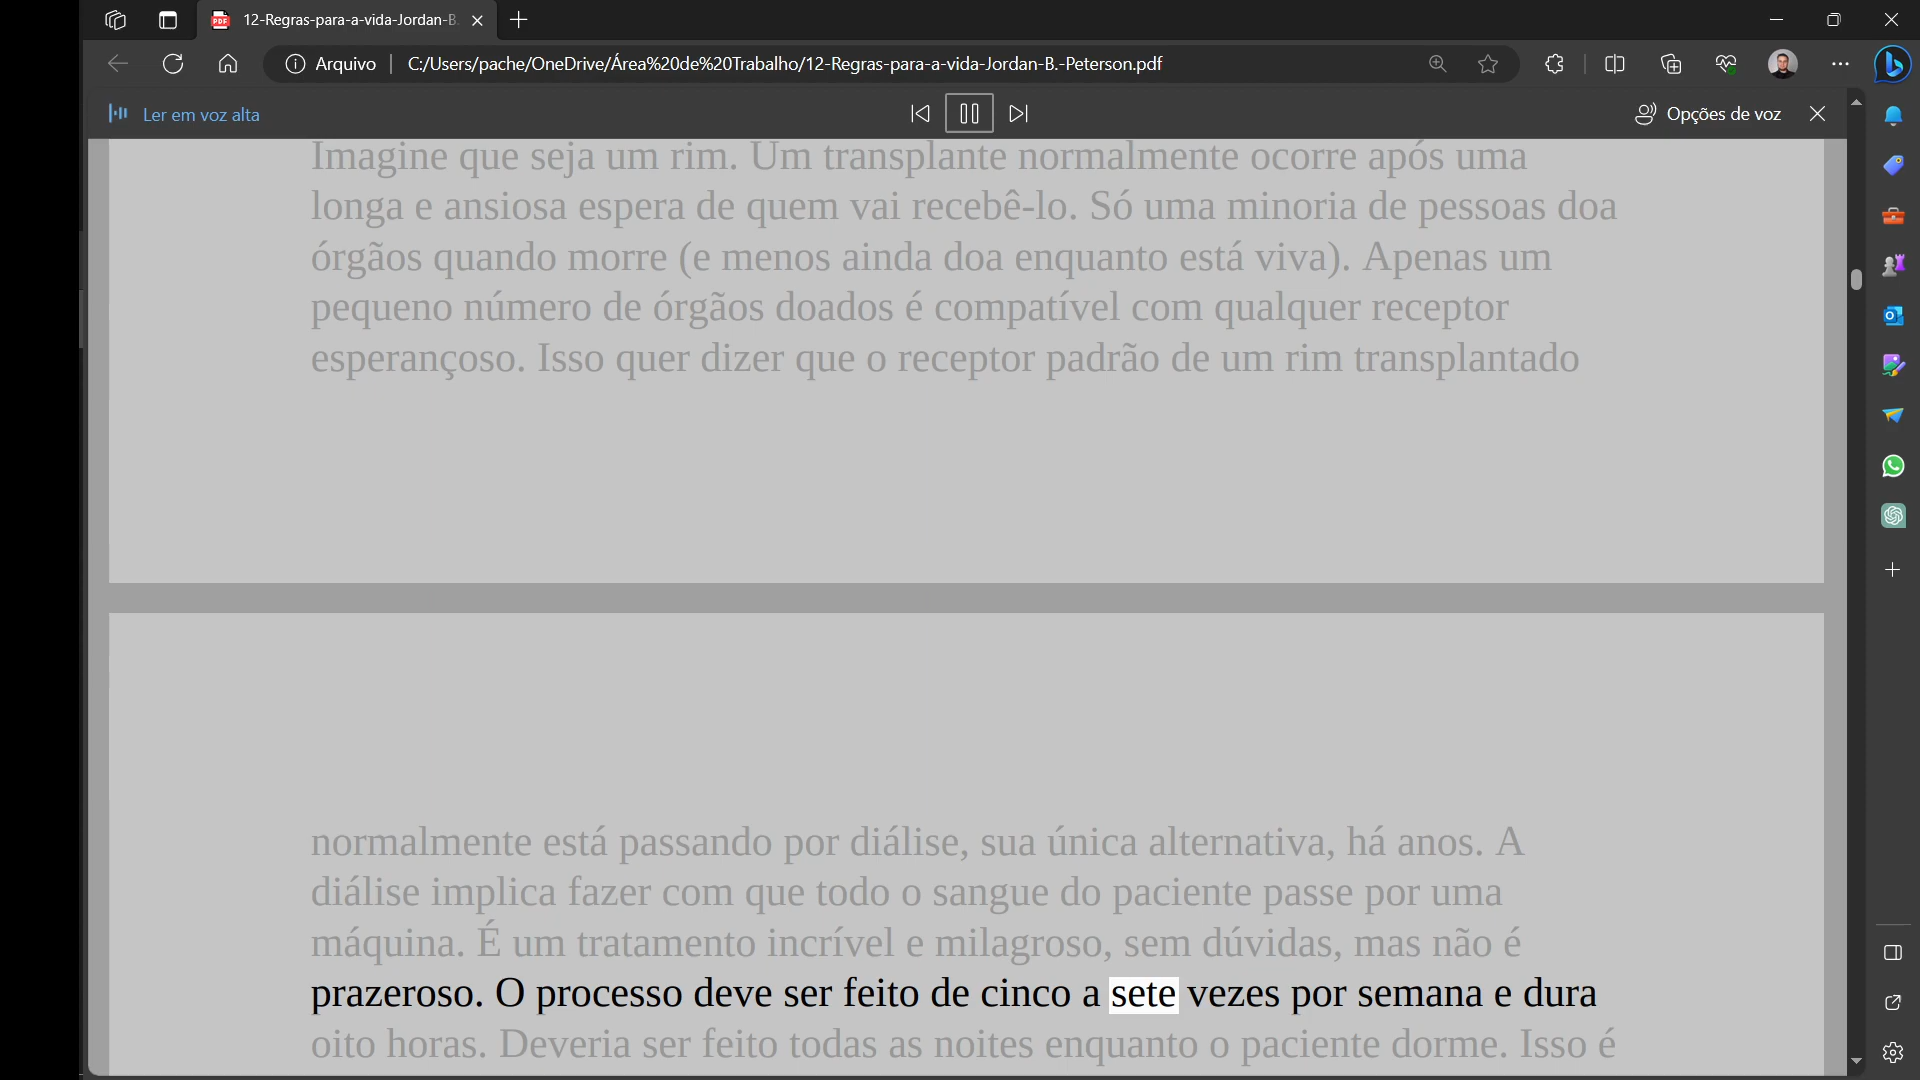 12-Regras-para-a-vida-Jordan-B.
Arquivo
C:/Users/pache/OneDrive/Área%20de%20Trabalho/12-Regras-para-a-vida-Jordan-B.-Peterson.pdf
Ler em voz alta
Opções de voz
Imagine que seja um rim. Um transplante normalmente ocorre após uma
longa e ansiosa espera de quem vai recebê-lo. Só uma minoria de pessoas doa
órgãos quando morre (e menos ainda doa enquanto está viva). Apenas um
pequeno número de órgãos doados é compatível com qualquer receptor
esperançoso. Isso quer dizer que o receptor padrão de um rim transplantado
normalmente está passando por diálise, sua única alternativa, há anos. A
diálise implica fazer com que todo o sangue do paciente passe por uma
máquina. É um tratamento incrível e milagroso, sem dúvidas, mas não é
prazeroso. O processo deve ser feito de cinco a sete vezes por semana e dura
oito horas. Deveria ser feito todas as noites enquanto o paciente dorme. Isso é